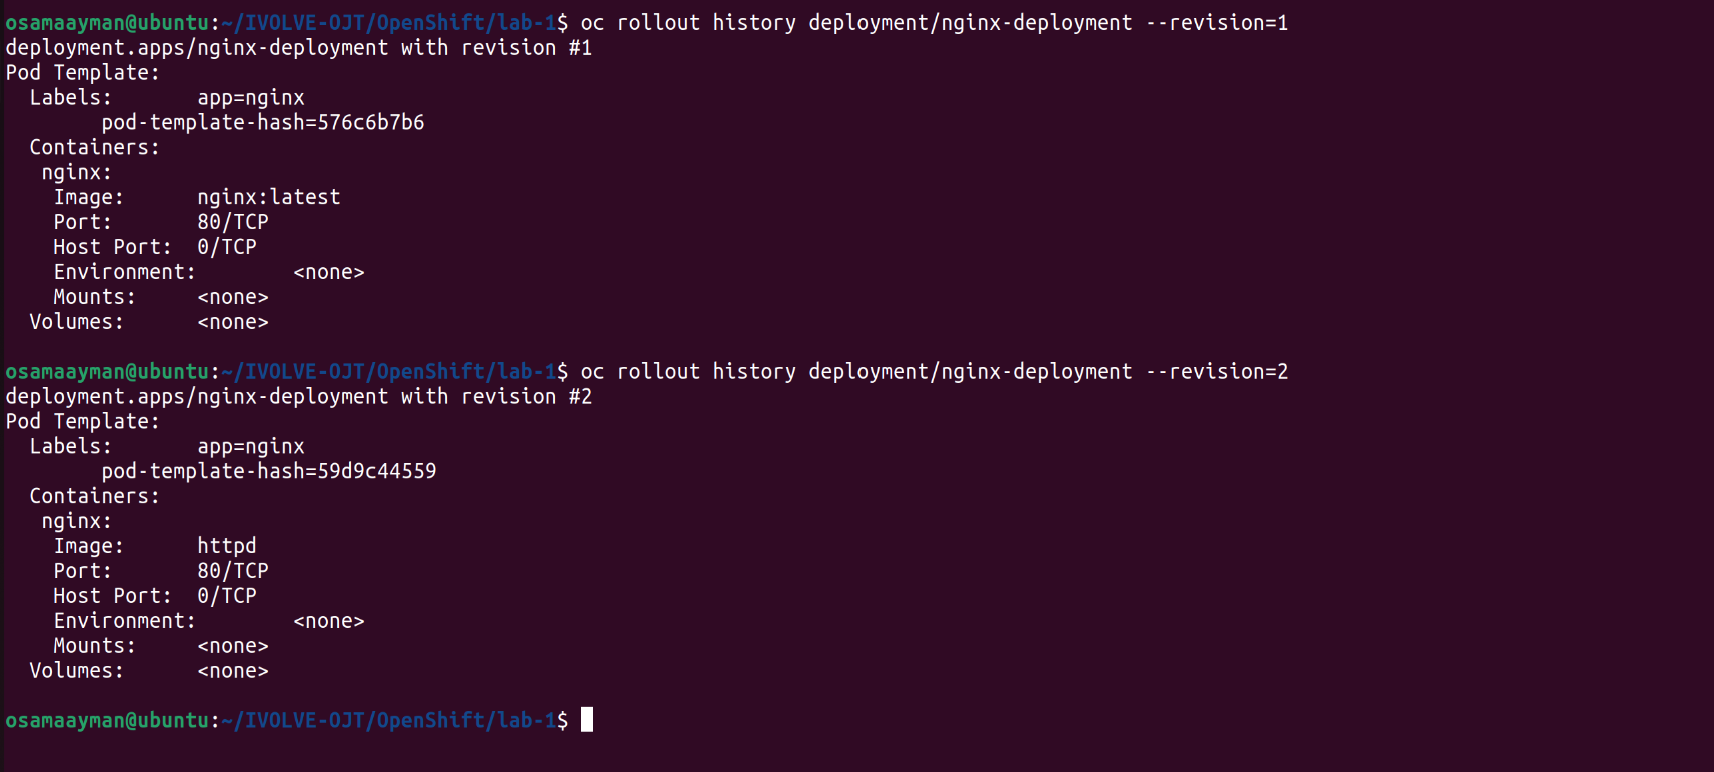 osamaayman@ubuntu:~/IVOLVE-OJT/OpenShift/lab-1$ oc rollout history deployment/nginx-deployment --revision=1
deployment.apps/nginx-deployment with revision #1
Pod Template:
  Labels:       app=nginx
        pod-template-hash=576c6b7b6
  Containers:
   nginx:
    Image:      nginx:latest
    Port:       80/TCP
    Host Port:  0/TCP
    Environment:        <none>
    Mounts:     <none>
  Volumes:      <none>

osamaayman@ubuntu:~/IVOLVE-OJT/OpenShift/lab-1$ oc rollout history deployment/nginx-deployment --revision=2
deployment.apps/nginx-deployment with revision #2
Pod Template:
  Labels:       app=nginx
        pod-template-hash=59d9c44559
  Containers:
   nginx:
    Image:      httpd
    Port:       80/TCP
    Host Port:  0/TCP
    Environment:        <none>
    Mounts:     <none>
  Volumes:      <none>

osamaayman@ubuntu:~/IVOLVE-OJT/OpenShift/lab-1$